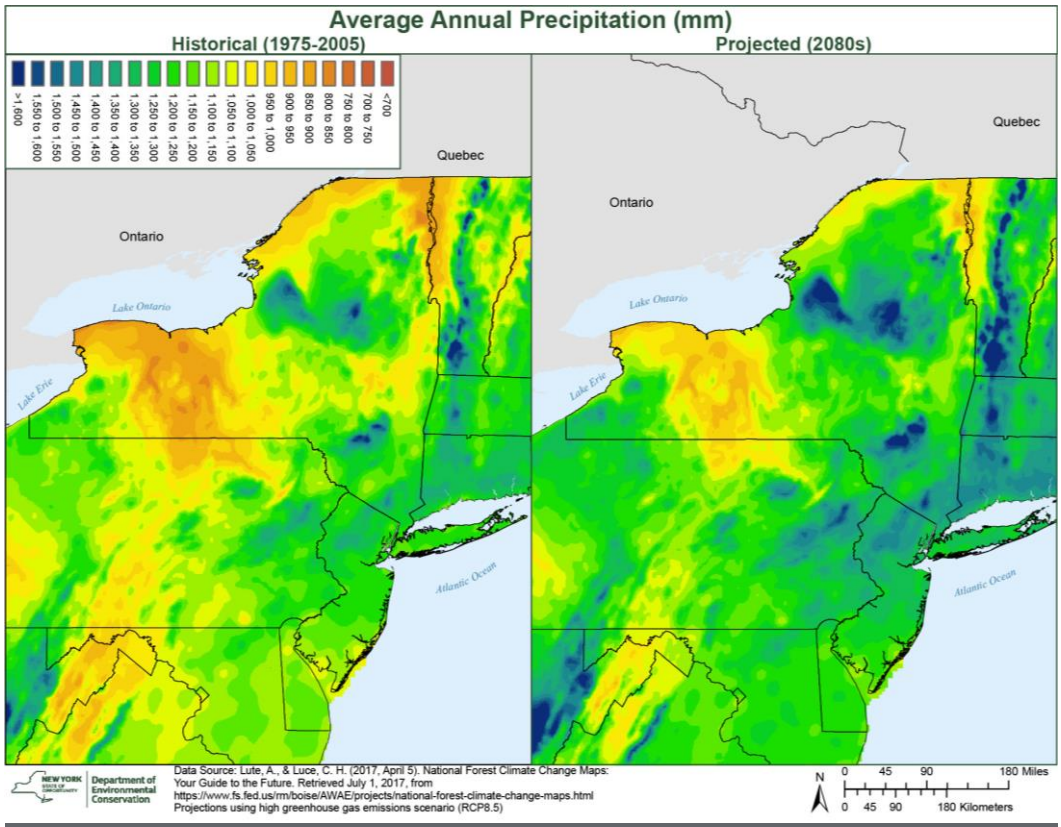 Average Annual Precipitation (mm)
Historical (1975-2005)
Projected (2080s)
>1,600
1,550 to 1,600
1,500 to 1,550
1,450 to 1,500
1,400 to 1,450
1,350 to 1,400
1,300 to 1,350
1,250 to 1,300
1,200 to 1,250
1,150 to 1,200
1,100 to 1,150
1,050 to 1,100
1,000 to 1,050
950 to 1,000
900 to 950
850 to 900
800 to 850
750 to 800
700 to 750
<700
Quebec
Ontario
Lake Ontario
Lake Erie
Atlantic Ocean
Quebec
Ontario
Lake Ontario
Lake Erie
Atlantic Ocean
NEW YORK
STATE OF
OPPORTUNITY
Department of
Environmental
Conservation
Data Source: Lute, A., & Luce, C. H. (2017, April 5). National Forest Climate Change Maps:
Your Guide to the Future. Retrieved July 1, 2017, from
https://www.fs.fed.us/rm/boise/AWAE/projects/national-forest-climate-change-maps.html
Projections using high greenhouse gas emissions scenario (RCP8.5)
N
0 45 90 180 Miles
0 45 90 180 Kilometers